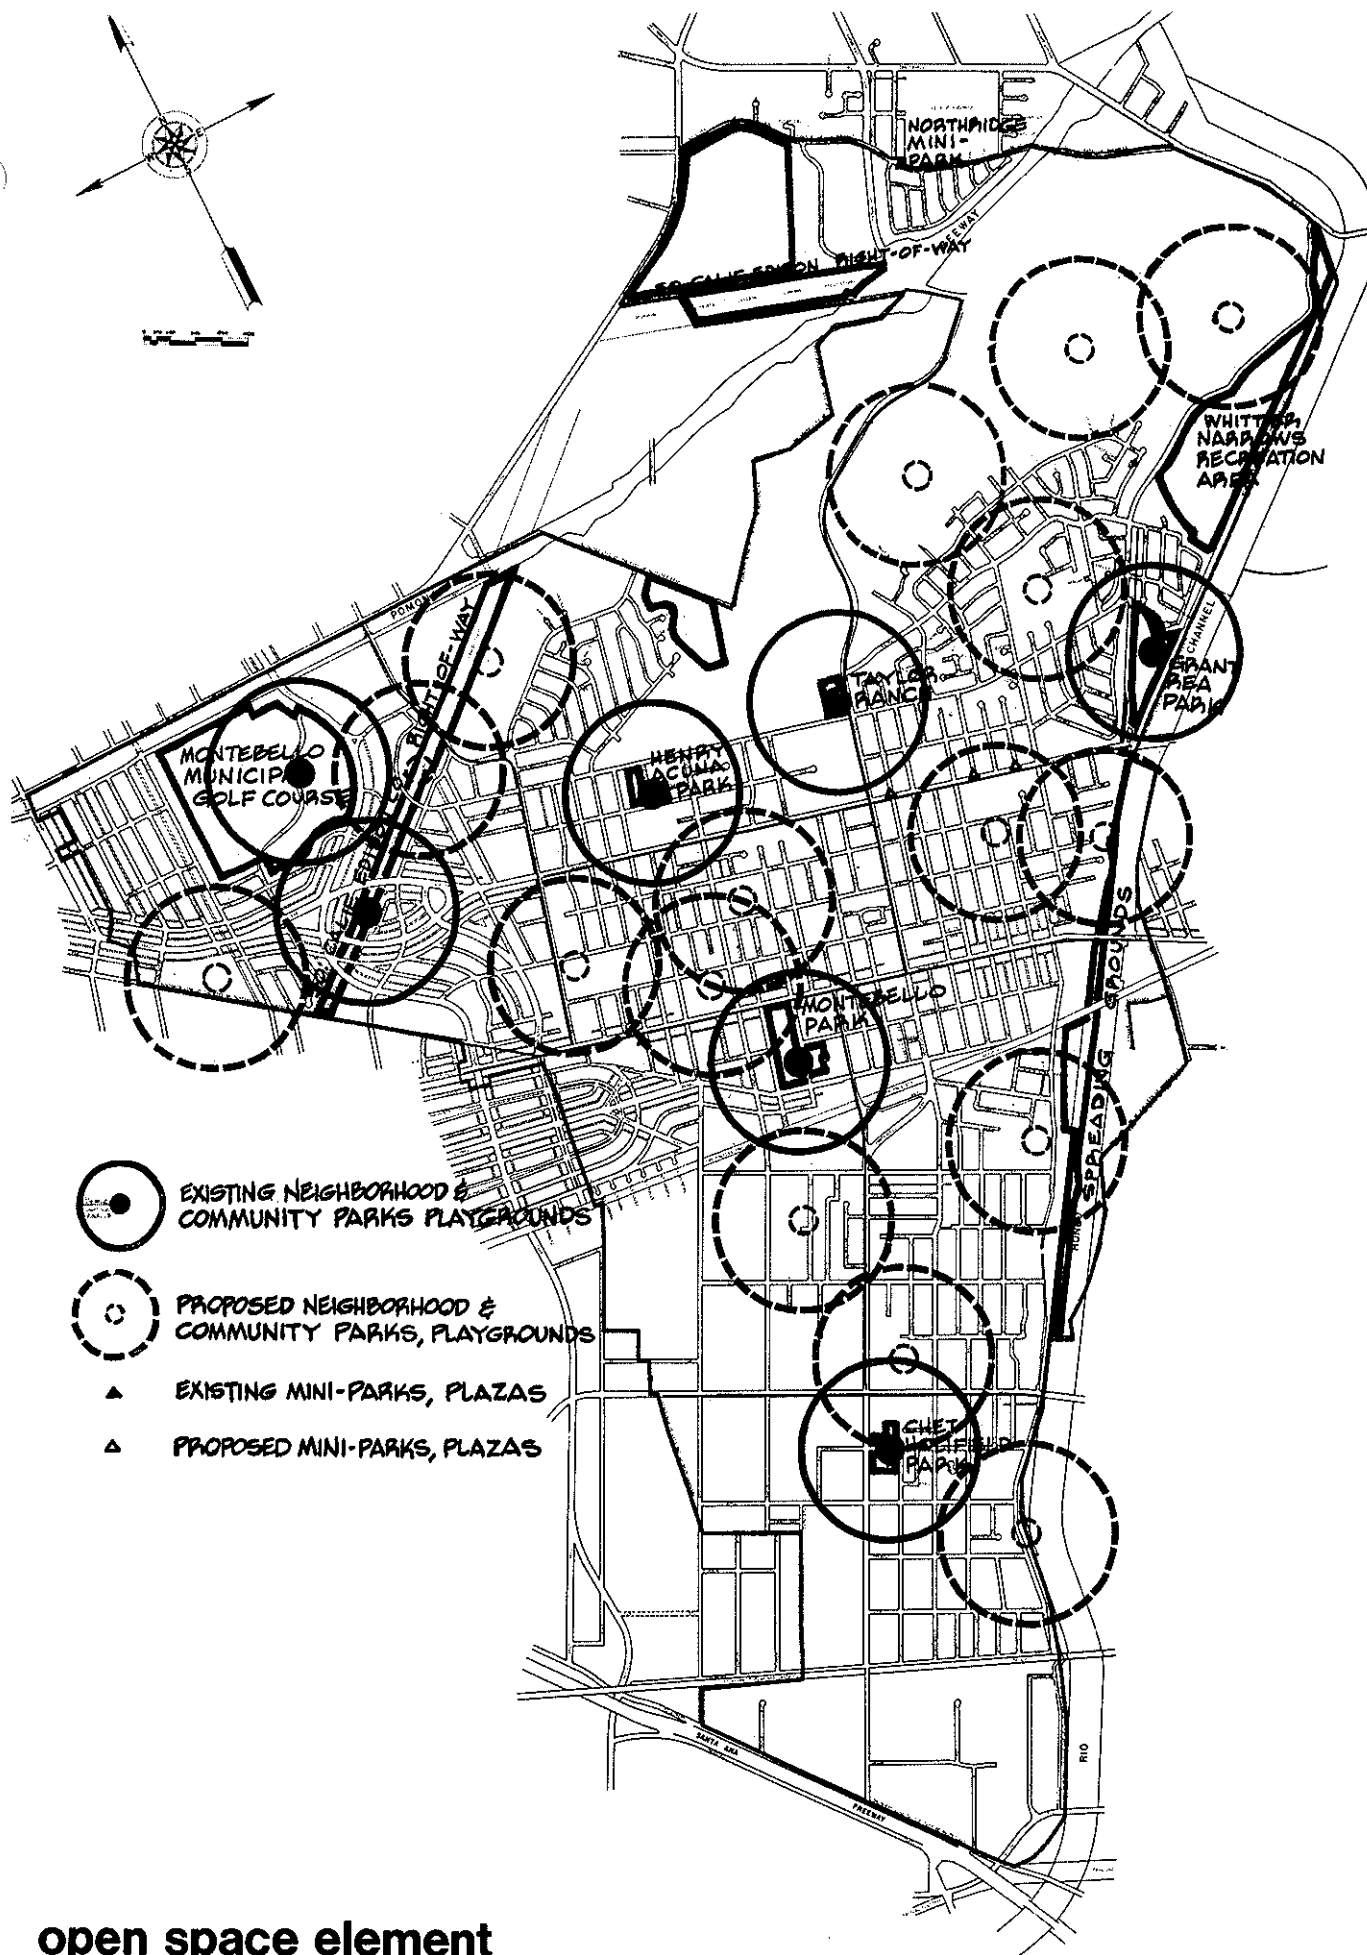 NORTHRIDGE
MINI-
PARK
FREEWAY
SO. CALIF. EDISON RIGHT-OF-WAY
WHITTIER
NARROWS
RECREATION
AREA
POMONA
RIGHT-OF-WAY
CHANNEL
GRANT
REA
PARK
TAYLOR
RANCH
HENRY
ACUNA
PARK
MONTEBELLO
MUNICIPAL
GOLF COURSE
MONTEBELLO
PARK
SPREADING GROUNDS
EXISTING NEIGHBORHOOD &
COMMUNITY PARKS PLAYGROUNDS
PROPOSED NEIGHBORHOOD &
COMMUNITY PARKS, PLAYGROUNDS
EXISTING MINI-PARKS, PLAZAS
PROPOSED MINI-PARKS, PLAZAS
CHET
HOLIFIELD
PARK
SANTA ANA
FREEWAY
RIO
open space element